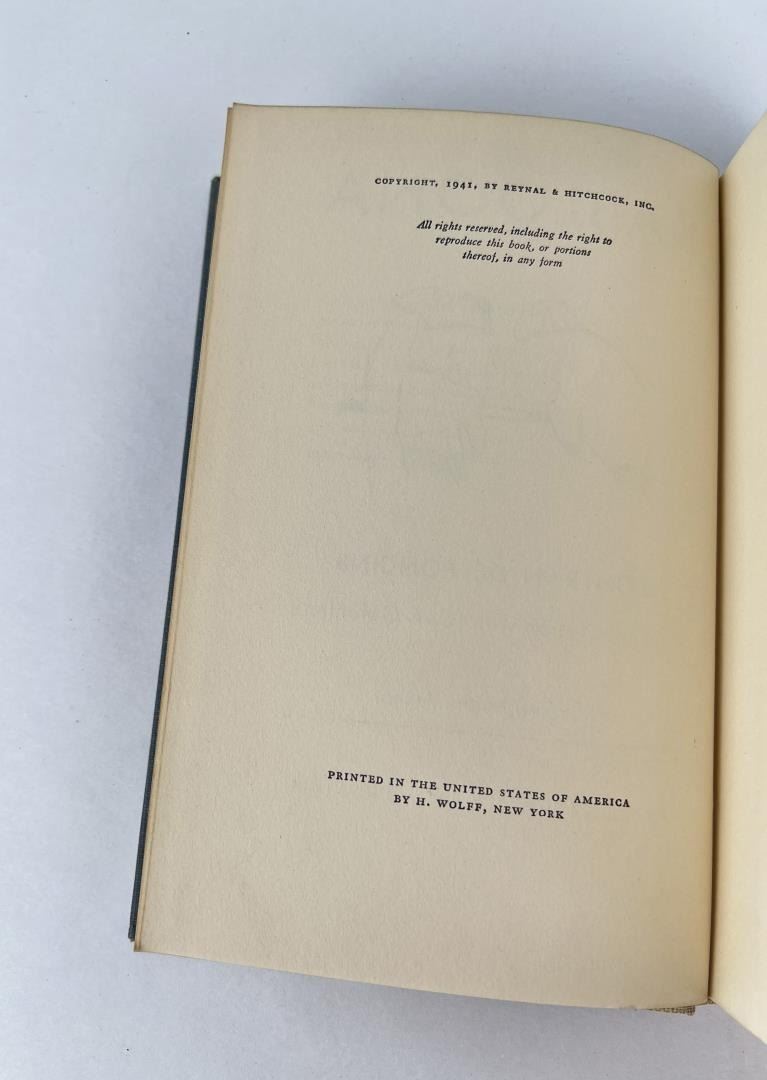 COPYRIGHT, 1941, BY REYNAL & HITCHCOCK, INC.
All rights reserved, including the right to
reproduce this book, or portions
thereof, in any form
PRINTED IN THE UNITED STATES OF AMERICA
BY H. WOLFF, NEW YORK